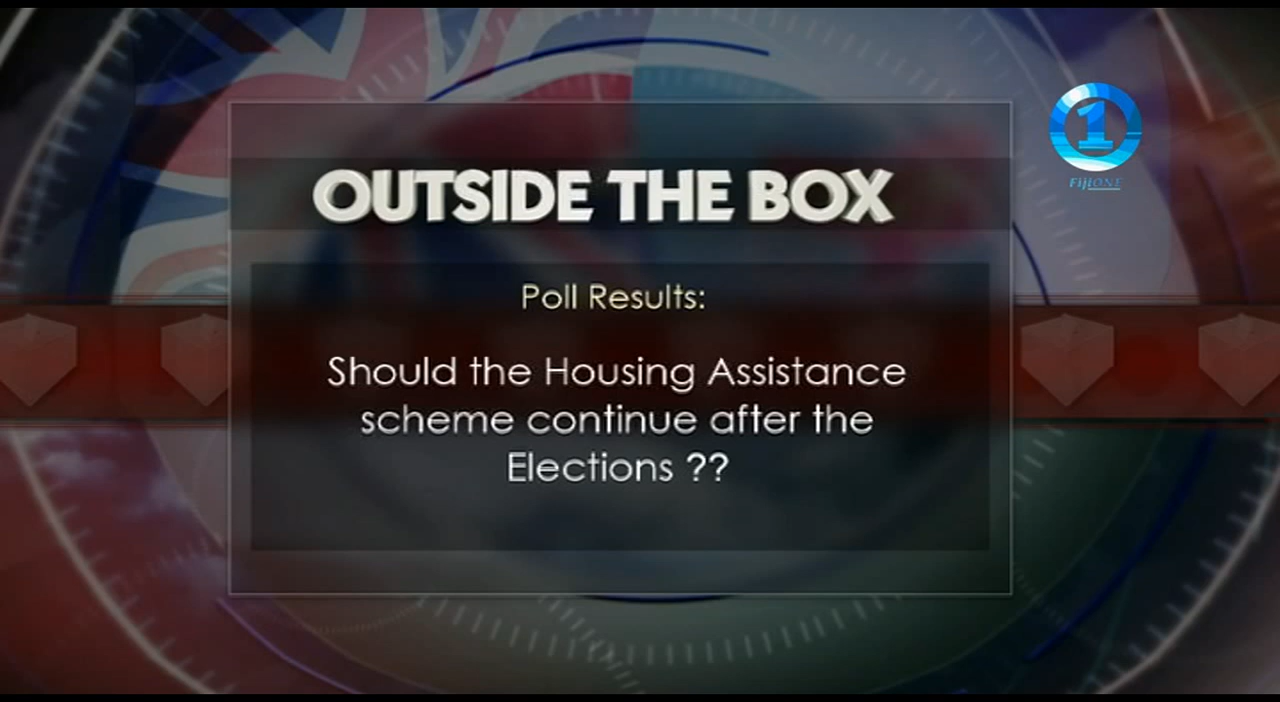 OUTSIDE THE BOX
1
FijiONE
Poll Results:
Should the Housing Assistance
scheme continue after the
Elections ??